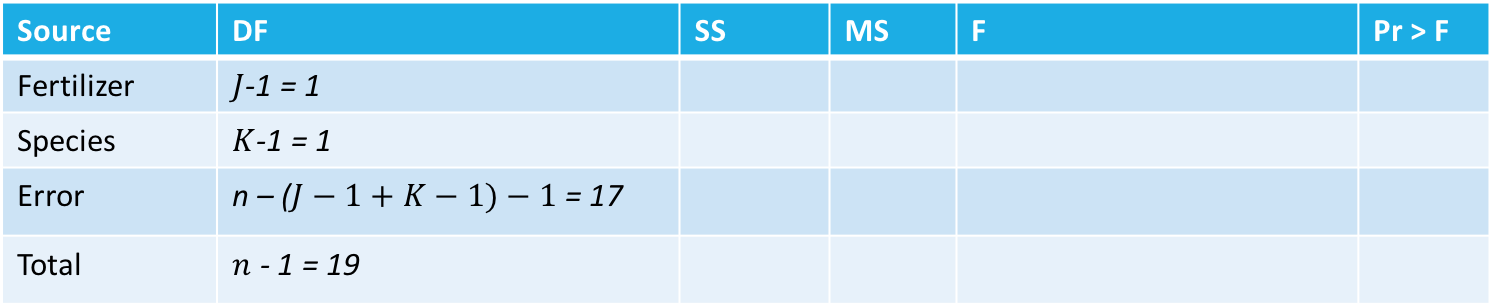 Source DF SS MS F Pr > F
Fertilizer J-1 = 1
Species K-1 = 1
Error n – (J − 1 + K − 1) − 1 = 17
Total n - 1 = 19